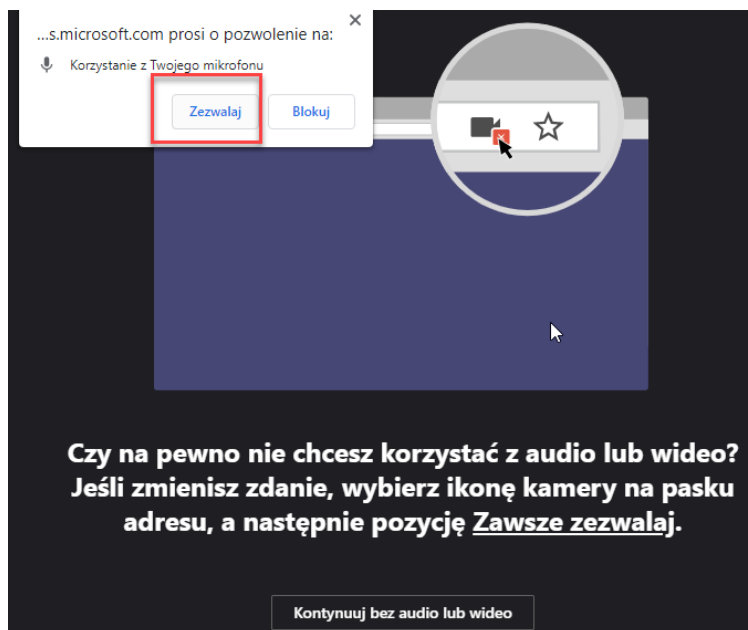 ...s.microsoft.com prosi o pozwolenie na:
Korzystanie z Twojego mikrofonu
Zezwalaj Blokuj
Czy na pewno nie chcesz korzystać z audio lub wideo?
Jeśli zmienisz zdanie, wybierz ikonę kamery na pasku
adresu, a następnie pozycję Zawsze zezwalaj.
Kontynuuj bez audio lub wideo